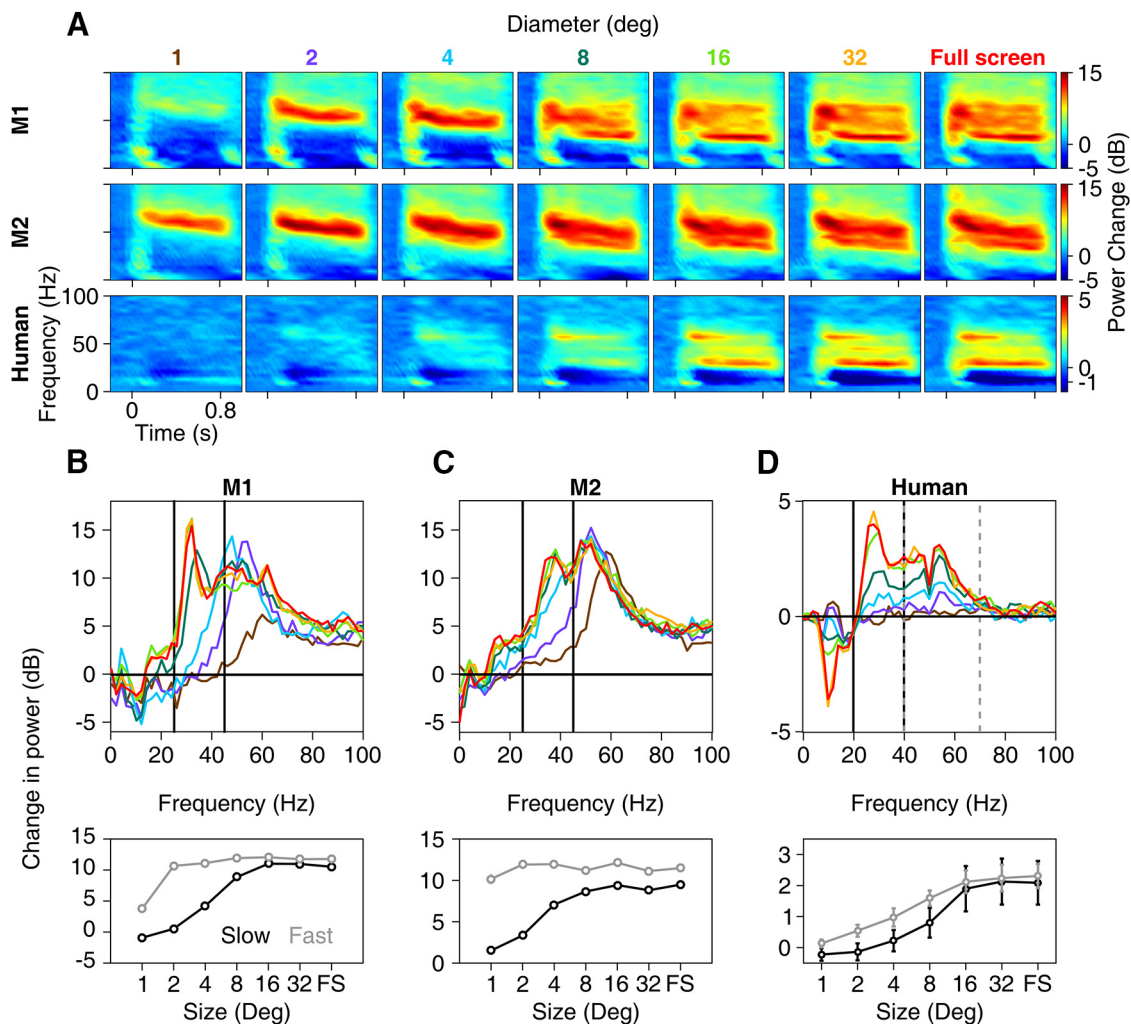 A
Diameter (deg)
1 2 4 8 16 32 Full screen
M1
15
0
-5
M2
15
0
-5
Power Change (dB)
Human
Frequency (Hz)
100
50
0
5
0
-1
0 0.8
Time (s)
B C D
M1 M2 Human
Change in power (dB)
15
10
5
0
-5
0 20 40 60 80 100
Frequency (Hz)
15
10
5
0
-5
0 20 40 60 80 100
Frequency (Hz)
5
0
-5
0 20 40 60 80 100
Frequency (Hz)
15
10
5
0
-5
Slow Fast
1 2 4 8 16 32 FS
Size (Deg)
15
10
5
0
1 2 4 8 16 32 FS
Size (Deg)
3
2
1
0
1 2 4 8 16 32 FS
Size (Deg)